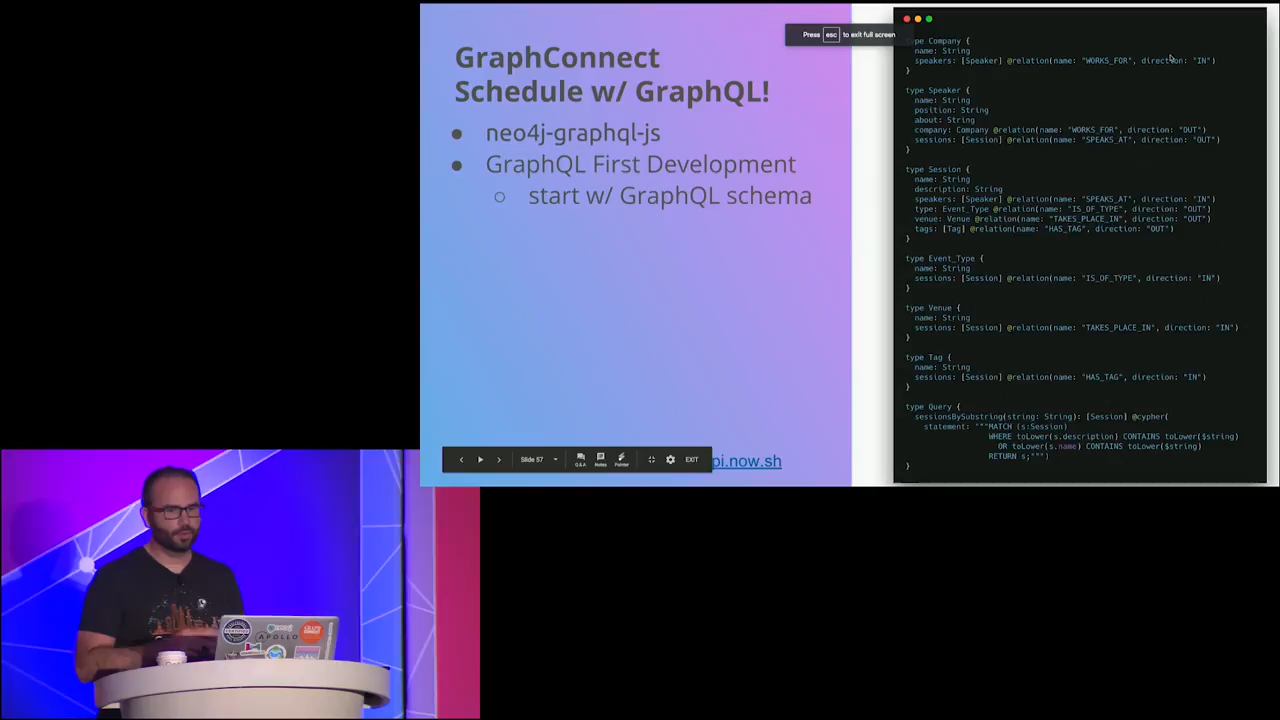 GraphConnect
Schedule w/ GraphQL!
● neo4j-graphql-js
● GraphQL First Development
○ start w/ GraphQL schema
Press esc to exit full screen
type Company {
name: String
speakers: [Speaker] @relation(name: "WORKS_FOR", direction: "IN")
}
type Speaker {
name: String
position: String
about: String
company: Company @relation(name: "WORKS_FOR", direction: "OUT")
sessions: [Session] @relation(name: "SPEAKS_AT", direction: "OUT")
}
type Session {
name: String
description: String
speakers: [Speaker] @relation(name: "SPEAKS_AT", direction: "IN")
type: Event_Type @relation(name: "IS_OF_TYPE", direction: "OUT")
venue: Venue @relation(name: "TAKES_PLACE_IN", direction: "OUT")
tags: [Tag] @relation(name: "HAS_TAG", direction: "OUT")
}
type Event_Type {
name: String
sessions: [Session] @relation(name: "IS_OF_TYPE", direction: "IN")
}
type Venue {
name: String
sessions: [Session] @relation(name: "TAKES_PLACE_IN", direction: "IN")
}
type Tag {
name: String
sessions: [Session] @relation(name: "HAS_TAG", direction: "IN")
}
type Query {
sessionsBySubstring(string: String): [Session] @cypher(
statement: """MATCH (s:Session)
WHERE toLower(s.description) CONTAINS toLower($string)
OR toLower(s.name) CONTAINS toLower($string)
RETURN s;""")
}
Slide 57 Q&A Notes Pointer EXIT
pi.now.sh
APOLLO